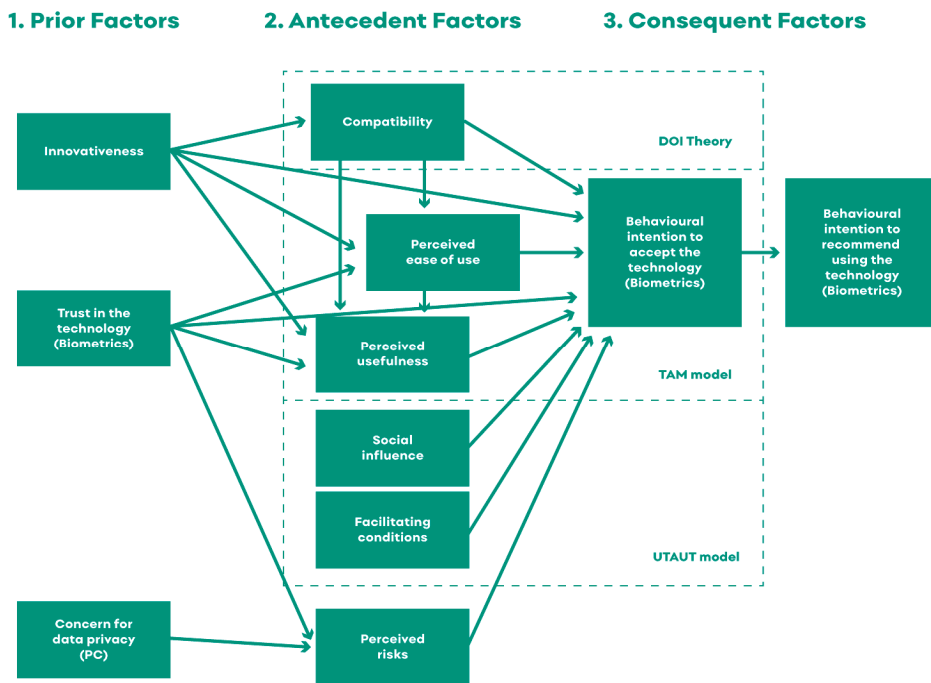 1. Prior Factors
2. Antecedent Factors
3. Consequent Factors
Innovativeness
Trust in the
technology
(Biometrics)
Concern for
data privacy
(PC)
Compatibility
DOI Theory
Perceived
ease of use
Perceived
usefulness
TAM model
Social
influence
Facilitating
conditions
UTAUT model
Perceived
risks
Behavioural
intention to
accept the
technology
(Biometrics)
Behavioural
intention to
recommend
using the
technology
(Biometrics)